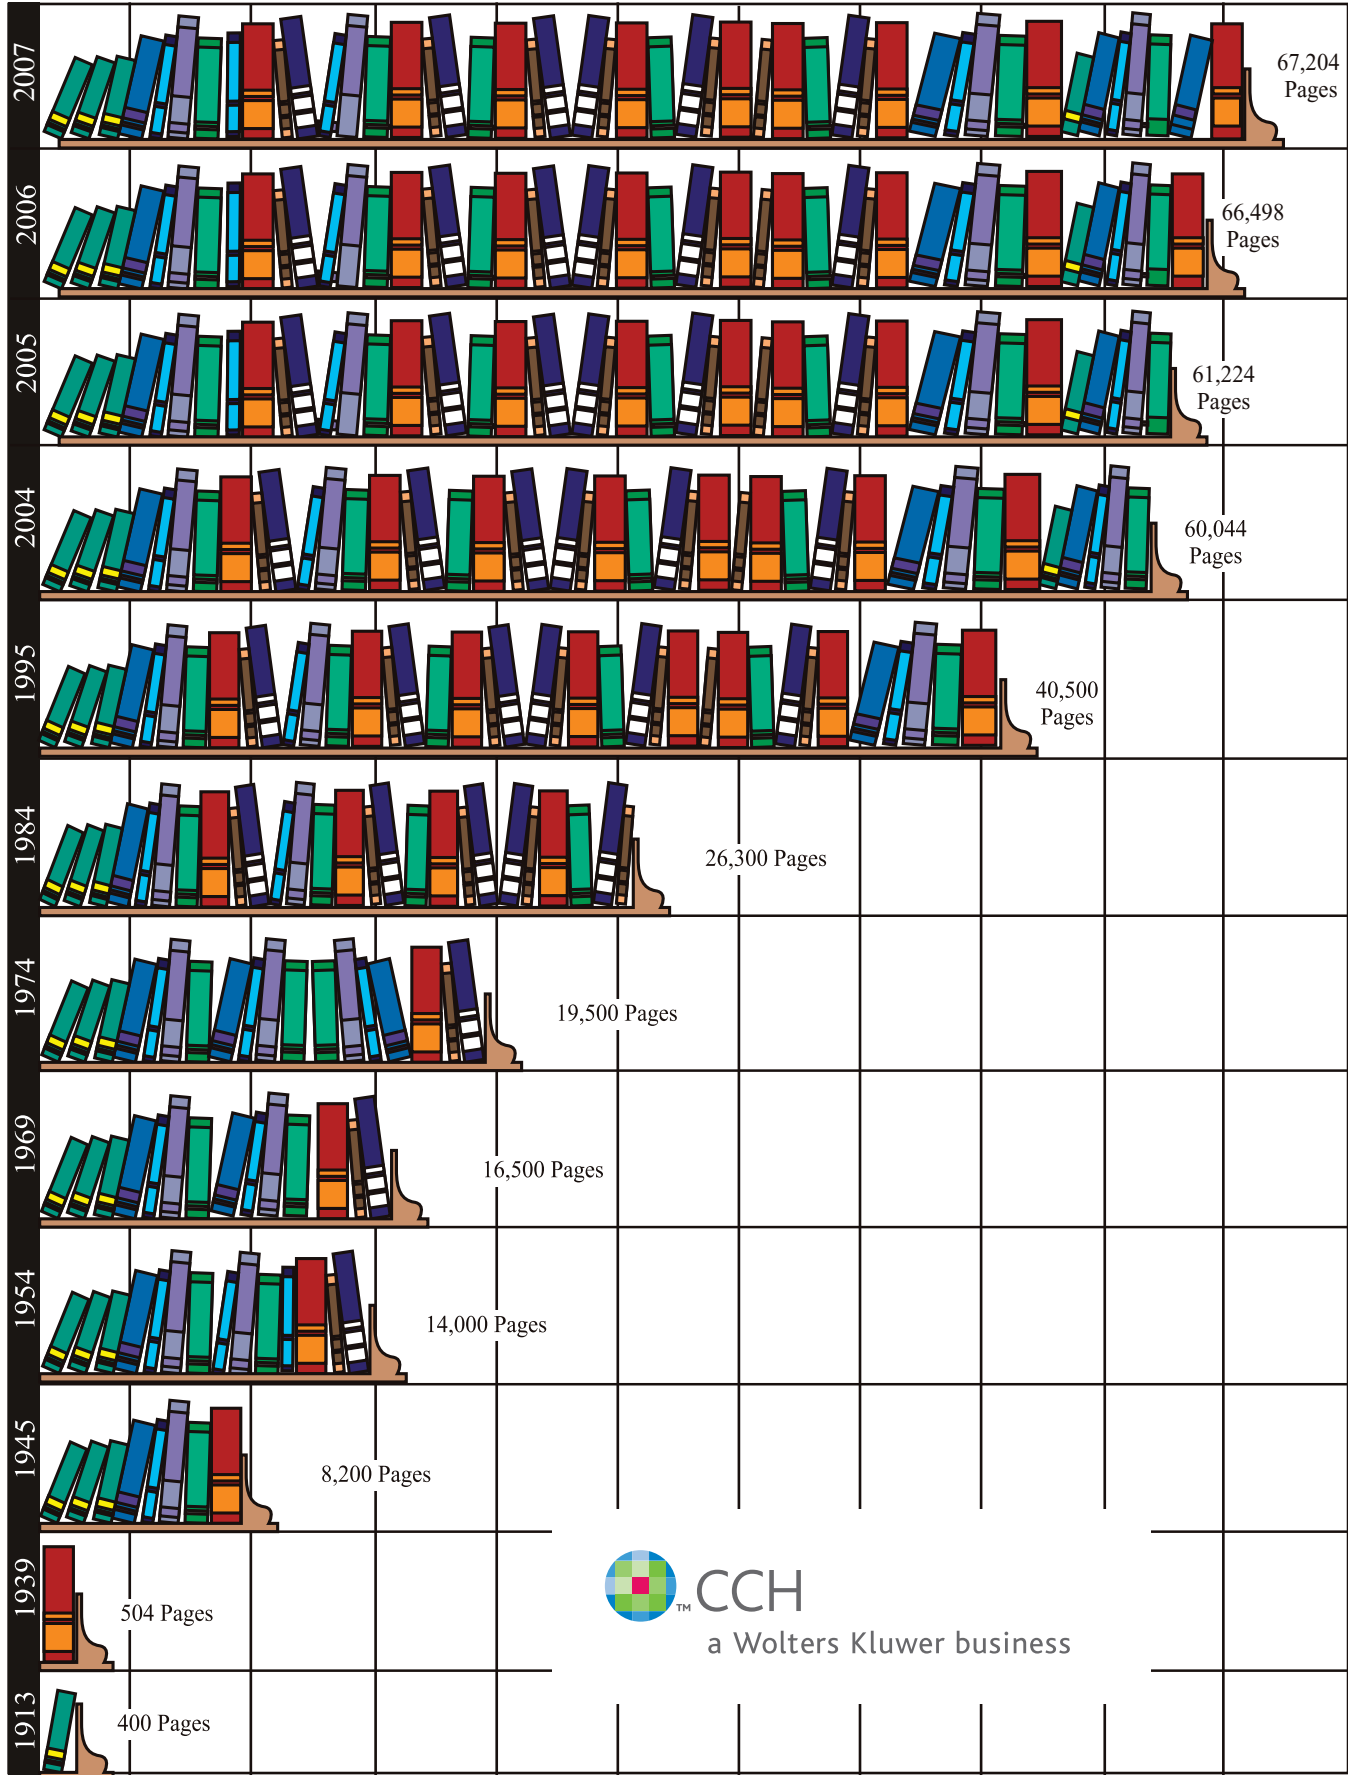 2007
67,204
Pages
2006
66,498
Pages
2005
61,224
Pages
2004
60,044
Pages
1995
40,500
Pages
1984
26,300 Pages
1974
19,500 Pages
1969
16,500 Pages
1954
14,000 Pages
1945
8,200 Pages
1939
504 Pages
™ CCH
a Wolters Kluwer business
1913
400 Pages